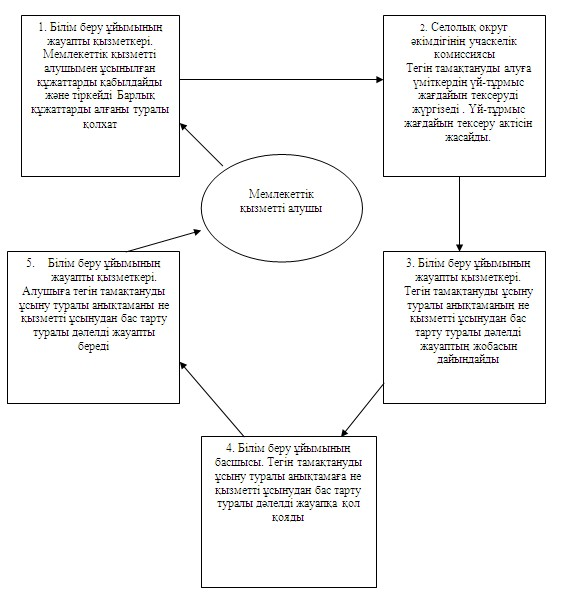 1. Білім беру ұйымының
жауапты қызметкері.
Мемлекеттік қызметті
алушымен ұсынылған
құжаттарды қабылдайды
және тіркейді Барлық
құжаттарды алғаны туралы
қолхат
2. Селолық округ
әкімдігінің учаскелік
комиссиясы
Тегін тамақтануды алуға
үміткердің үй-тұрмыс
жағдайын тексеруді
жүргізеді . Үй-тұрмыс
жағдайын тексеру актісін
жасайды.
Мемлекеттік
қызметті алушы
3. Білім беру ұйымының
жауапты қызметкері.
Тегін тамақтануды ұсыну
туралы анықтаманың не
қызметті ұсынудан бас
тарту туралы дәлелді
жауаптың жобасын
дайындайды
4. Білім беру ұйымының
басшысы. Тегін тамақтануды
ұсыну туралы анықтамаға не
қызметті ұсынудан бас тарту
туралы дәлелді жауапқа қол
қояды
5. Білім беру ұйымының
жауапты қызметкері.
Алушыға тегін тамақтануды
ұсыну туралы анықтаманы не
қызметті ұсынудан бас тарту
туралы дәлелді жауапты
береді